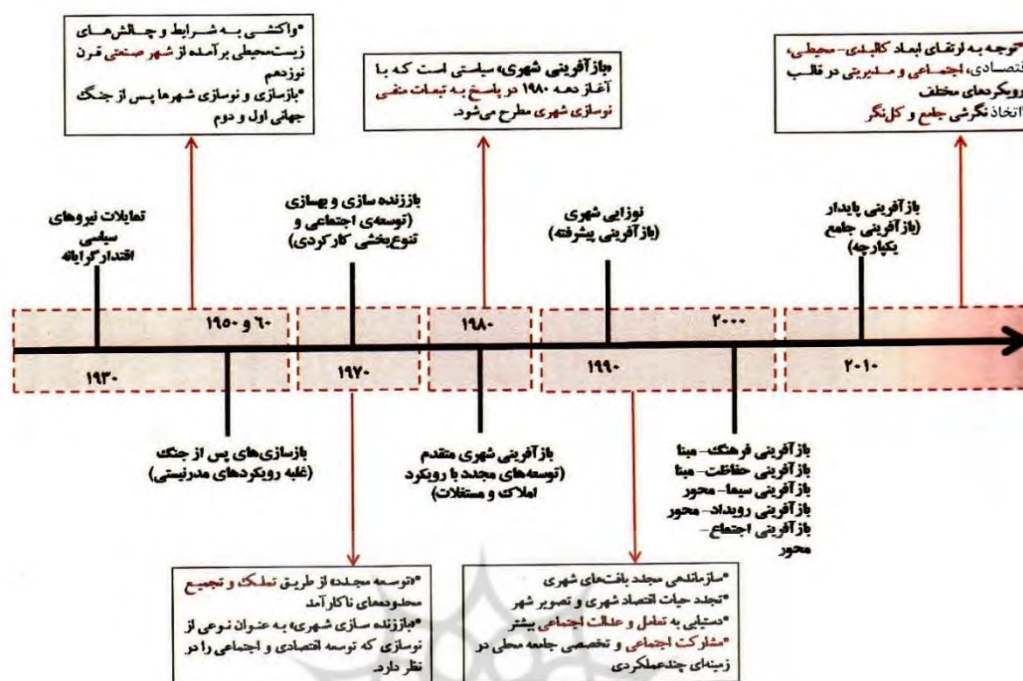 *واکنشی به شرایط و چالش‌های
زیست‌محیطی برآمده از شهر صنعتی قرن
نوزدهم
*بازسازی و نوسازی شهرها پس از جنگ
جهانی اول و دوم
«بازآفرینی شهری» سیاستی است که با
آغاز دهه ۱۹۸۰ در پاسخ به تبعات منفی
نوسازی شهری مطرح می‌شود.
*توجه به ارتقای ابعاد کالبدی- محیطی،
قتصادی، اجتماعی و مدیریتی در قالب
رویکردهای مختلف
اتخاذ نگرشی جامع و کل‌نگر
تمایلات نیروهای
سیاسی
اقتدارگرایانه
باززنده سازی و بهسازی
(توسعه‌ی اجتماعی و
تنوع‌بخشی کارکردی)
نوزایی شهری
(بازآفرینی پیشرفته)
بازآفرینی پایدار
(بازآفرینی جامع
یکپارچه)
۱۹۵۰ و ۶۰
۱۹۸۰
۲۰۰۰
۱۹۳۰
۱۹۷۰
۱۹۹۰
۲۰۱۰
بازسازی‌های پس از جنگ
(غلبه رویکردهای مدرنیستی)
بازآفرینی شهری متقدم
(توسعه‌های مجدد با رویکرد
املاک و مستغلات)
بازآفرینی فرهنگ- مبنا
بازآفرینی حفاظت- مبنا
بازآفرینی سیما- محور
بازآفرینی رویداد- محور
بازآفرینی اجتماع-
محور
*«توسعه مجدد» از طریق تملک و تجمیع
محدوده‌های ناکارآمد
*«باززنده سازی شهری» به عنوان نوعی از
نوسازی که توسعه اقتصادی و اجتماعی را در
نظر دارد.
*سازماندهی مجدد بافت‌های شهری
*تجدد حیات اقتصاد شهری و تصویر شهر
*دستیابی به تعامل و عدالت اجتماعی بیشتر
*مشارکت اجتماعی و تخصصی جامعه محلی در
زمینه‌ای چندعملکردی